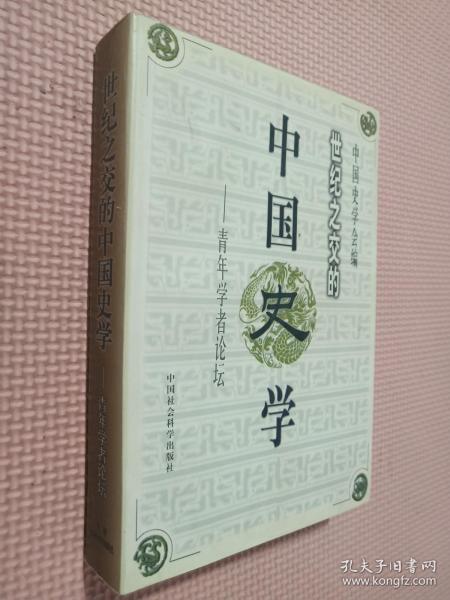 中国史学会编
世纪之交的
中国史学
——青年学者论坛
中国社会科学出版社
世纪之交的中国史学——青年学者论坛
孔夫子旧书网
www.kongfz.com